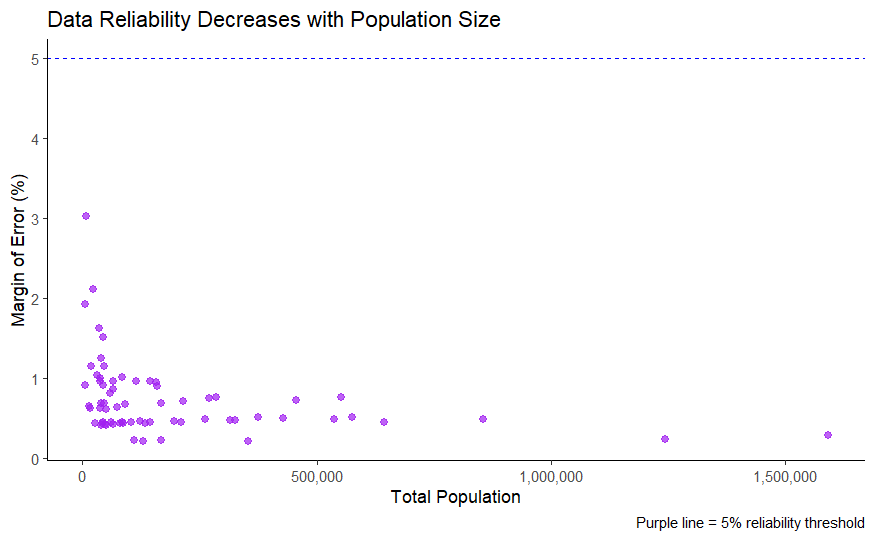 Data Reliability Decreases with Population Size
5
4
3
2
1
0
Margin of Error (%)
0 500,000 1,000,000 1,500,000
Total Population
Purple line = 5% reliability threshold